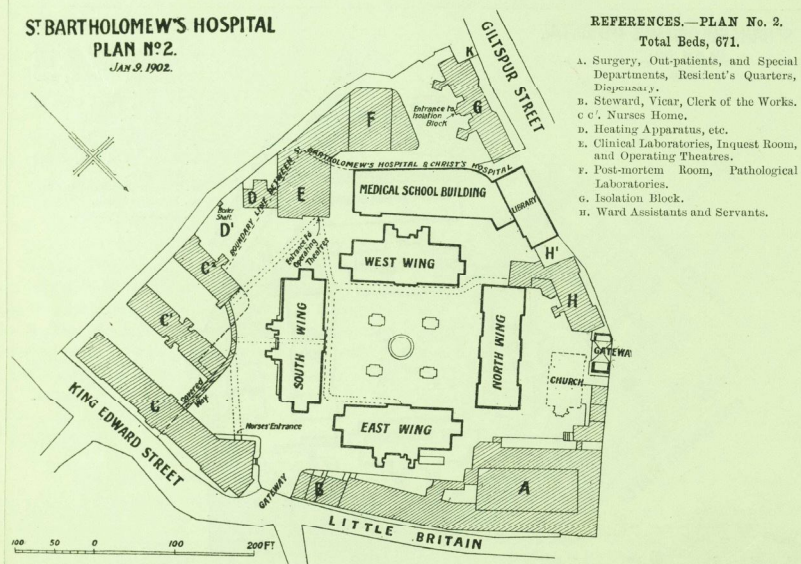 ST BARTHOLOMEW'S HOSPITAL
PLAN No 2.
JAN 9. 1902.
REFERENCES.—PLAN No. 2.
Total Beds, 671.
A. Surgery, Out-patients, and Special
Departments, Resident's Quarters,
Dispensary.
B. Steward, Vicar, Clerk of the Works.
C C'. Nurses Home.
D. Heating Apparatus, etc.
E. Clinical Laboratories, Inquest Room,
and Operating Theatres.
F. Post-mortem Room, Pathological
Laboratories.
G. Isolation Block.
H. Ward Assistants and Servants.
GILTSPUR STREET
K
G
Entrance to
Isolation
Block
F
BOUNDARY LINE BETWEEN ST BARTHOLOMEW'S HOSPITAL & CHRIST'S HOSPITAL
MEDICAL SCHOOL BUILDING
LIBRARY
E
D
Boiler
Shaft
D'
Entrance to
Operating
Theatres
WEST WING
H'
H
C²
C'
C
Covered
Way
SOUTH WING
NORTH WING
GATEWAY
CHURCH
EAST WING
Nurses' Entrance
KING EDWARD STREET
GATEWAY
B
A
LITTLE BRITAIN
100 50 0 100 200 FT